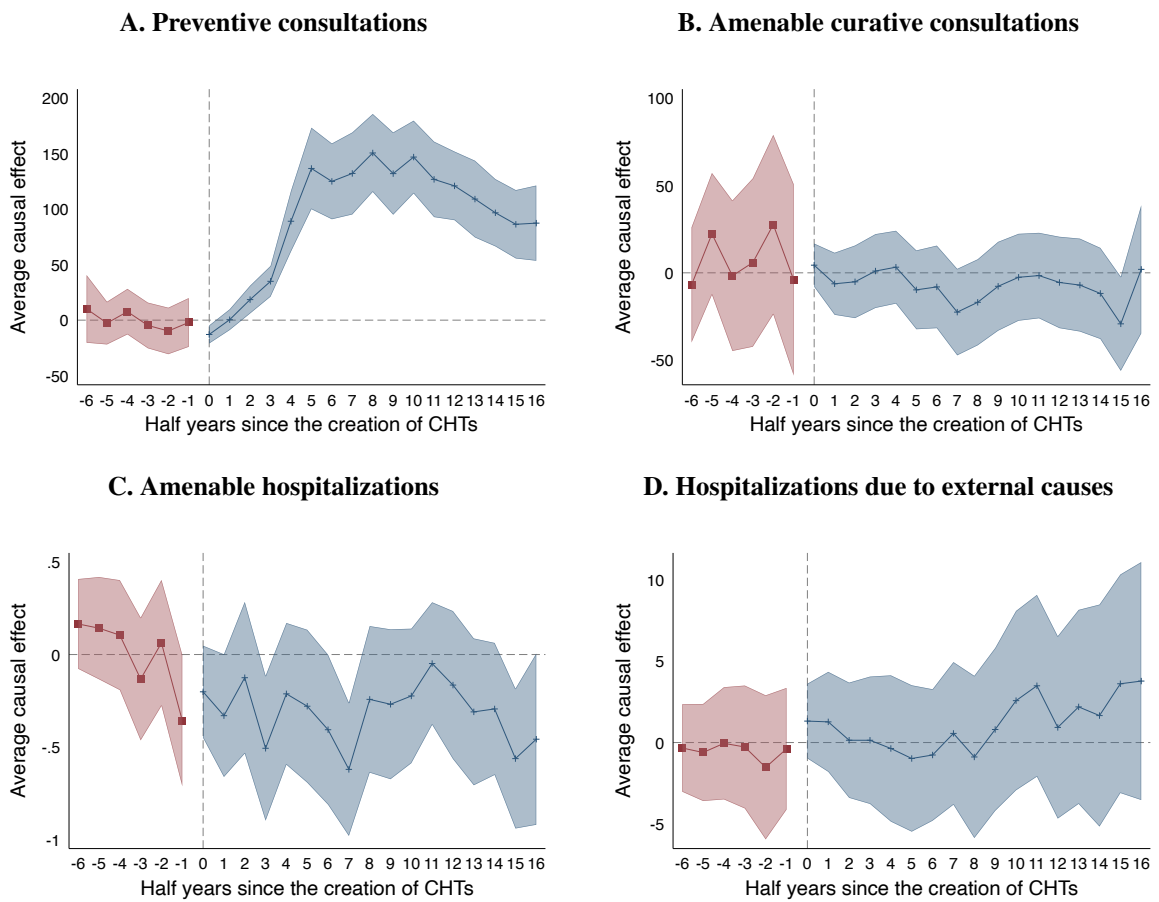 A. Preventive consultations
200
150
100
50
0
-50
Average causal effect
-6 -5 -4 -3 -2 -1 0 1 2 3 4 5 6 7 8 9 10 11 12 13 14 15 16
Half years since the creation of CHTs
B. Amenable curative consultations
100
50
0
-50
Average causal effect
-6 -5 -4 -3 -2 -1 0 1 2 3 4 5 6 7 8 9 10 11 12 13 14 15 16
Half years since the creation of CHTs
C. Amenable hospitalizations
.5
0
-.5
-1
Average causal effect
-6 -5 -4 -3 -2 -1 0 1 2 3 4 5 6 7 8 9 10 11 12 13 14 15 16
Half years since the creation of CHTs
D. Hospitalizations due to external causes
10
5
0
-5
Average causal effect
-6 -5 -4 -3 -2 -1 0 1 2 3 4 5 6 7 8 9 10 11 12 13 14 15 16
Half years since the creation of CHTs